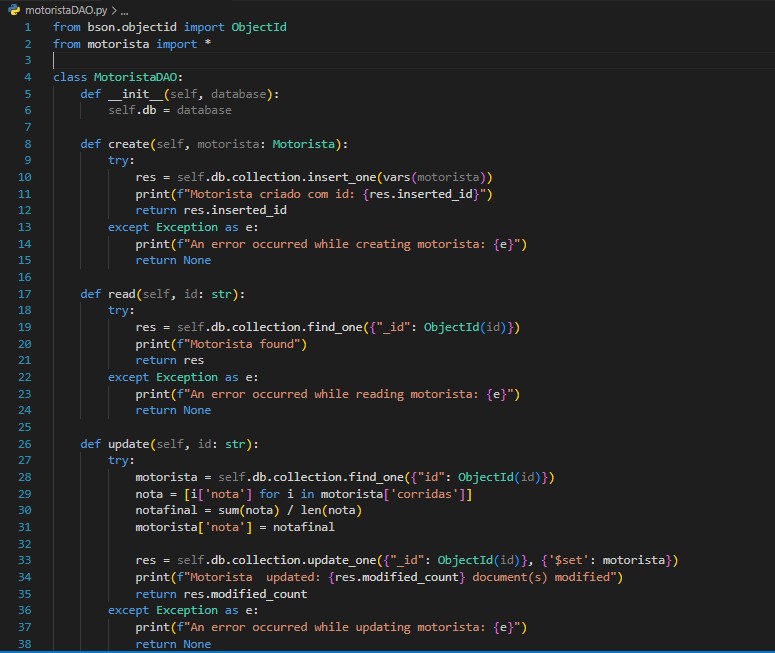 motoristaDAO.py > ...
1 from bson.objectid import ObjectId
2 from motorista import *
3
4 class MotoristaDAO:
5     def __init__(self, database):
6         self.db = database
7
8     def create(self, motorista: Motorista):
9         try:
10             res = self.db.collection.insert_one(vars(motorista))
11             print(f"Motorista criado com id: {res.inserted_id}")
12             return res.inserted_id
13         except Exception as e:
14             print(f"An error occurred while creating motorista: {e}")
15             return None
16
17     def read(self, id: str):
18         try:
19             res = self.db.collection.find_one({"_id": ObjectId(id)})
20             print(f"Motorista found")
21             return res
22         except Exception as e:
23             print(f"An error occurred while reading motorista: {e}")
24             return None
25
26     def update(self, id: str):
27         try:
28             motorista = self.db.collection.find_one({"id": ObjectId(id)})
29             nota = [i['nota'] for i in motorista['corridas']]
30             notafinal = sum(nota) / len(nota)
31             motorista['nota'] = notafinal
32
33             res = self.db.collection.update_one({"_id": ObjectId(id)}, {'$set': motorista})
34             print(f"Motorista  updated: {res.modified_count} document(s) modified")
35             return res.modified_count
36         except Exception as e:
37             print(f"An error occurred while updating motorista: {e}")
38             return None